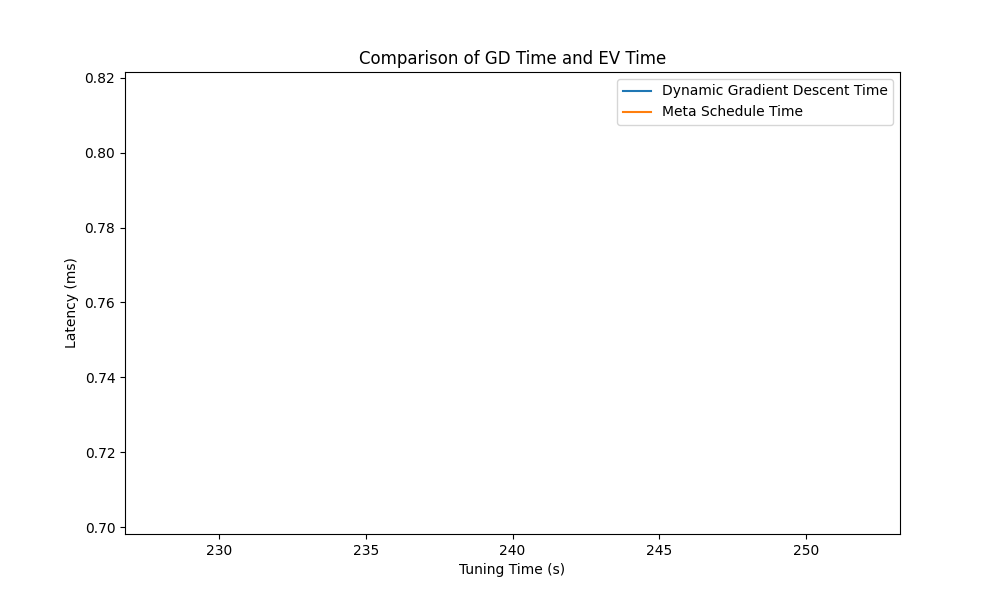 Comparison of GD Time and EV Time
Dynamic Gradient Descent Time
Meta Schedule Time
0.82
0.80
0.78
0.76
0.74
0.72
0.70
Latency (ms)
230 235 240 245 250
Tuning Time (s)